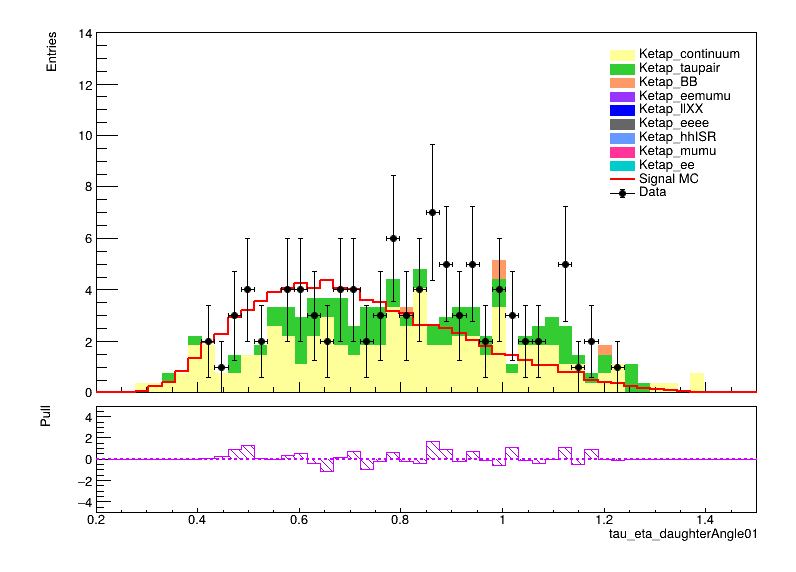 Entries
14
12
10
8
6
4
2
0
Ketap_continuum
Ketap_taupair
Ketap_BB
Ketap_eemumu
Ketap_llXX
Ketap_eeee
Ketap_hhISR
Ketap_mumu
Ketap_ee
Signal MC
Data
Pull
4
2
0
−2
−4
0.2 0.4 0.6 0.8 1 1.2 1.4
tau_eta_daughterAngle01